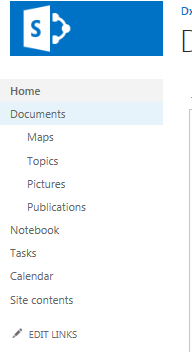 S
Home
Documents
Maps
Topics
Pictures
Publications
Notebook
Tasks
Calendar
Site contents
EDIT LINKS